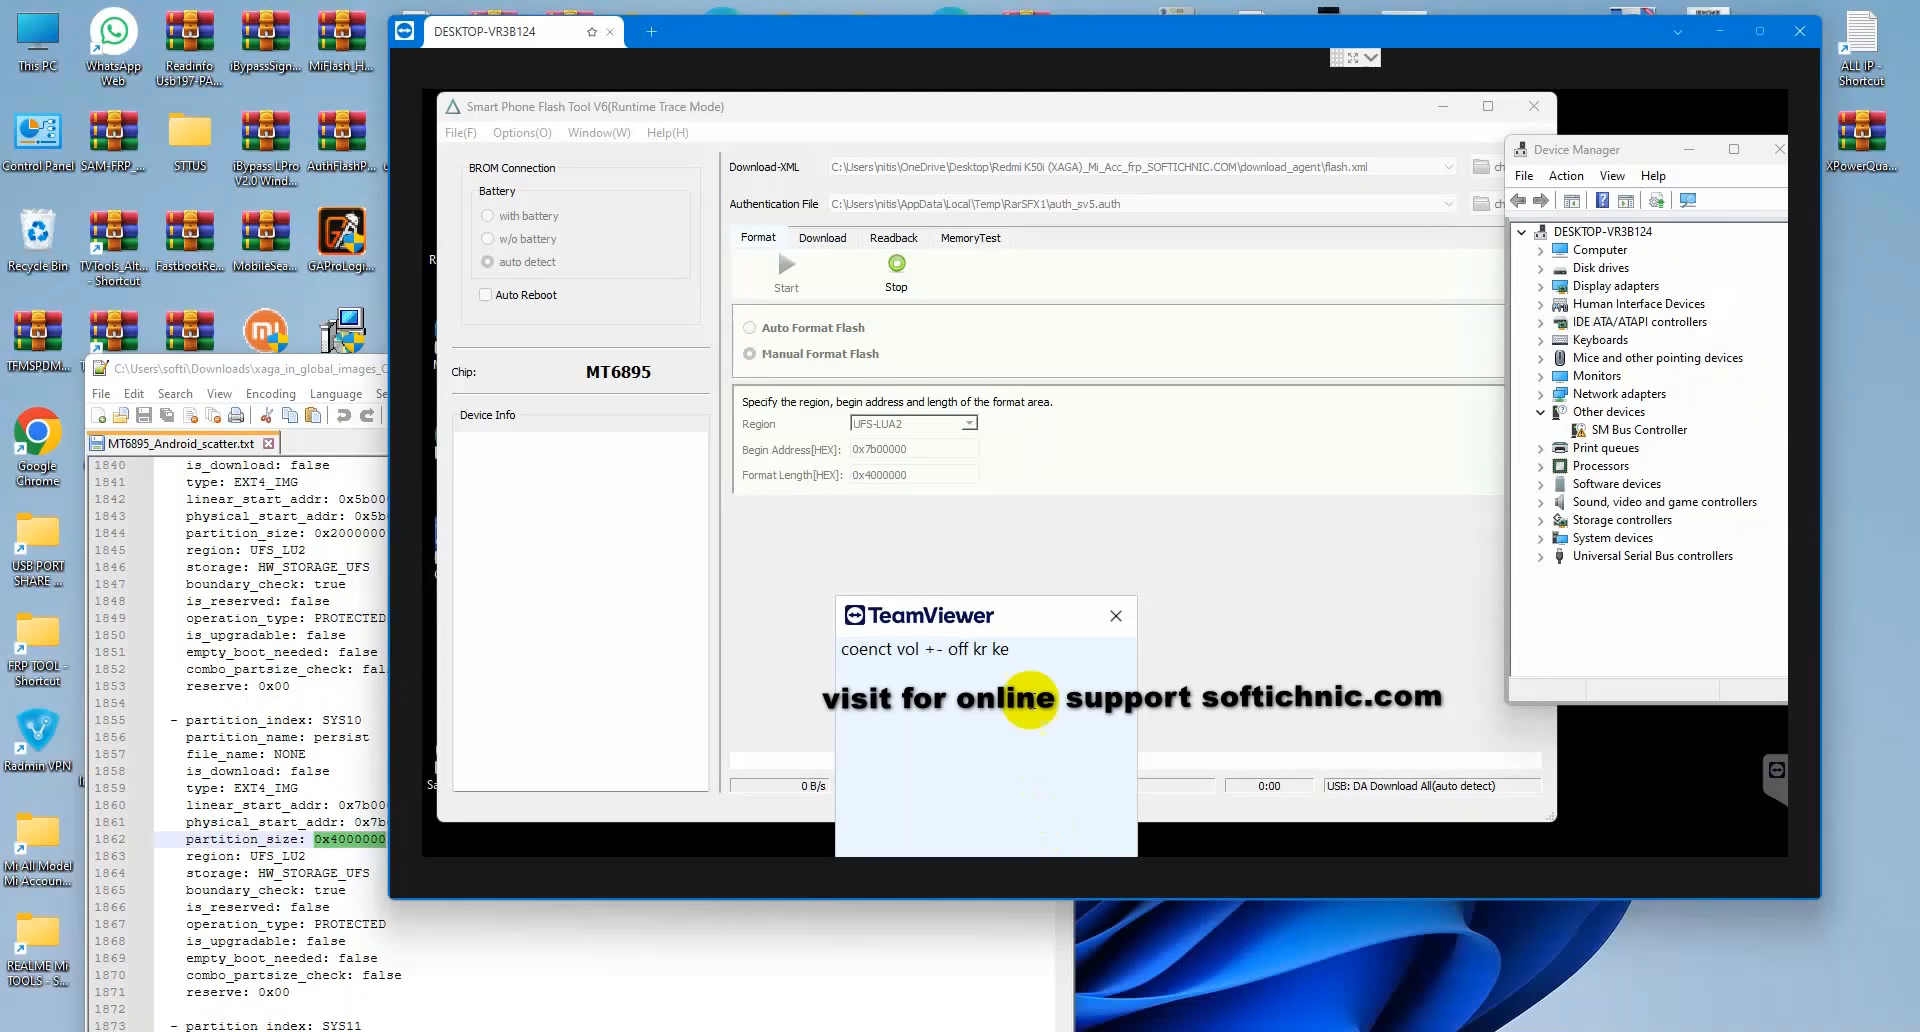 This PC
WhatsApp
Web
Readinfo
Usb197-PA...
iBypassSign...
MiFlash_H...
Control Panel
SAM-FRP_...
STTUS
iBypass LPro
V2.0 Wind...
AuthFlashP...
Recycle Bin
TVTools_Alt...
- Shortcut
FastbootRe...
MobileSea...
GAProLogi...
TFMSPDM...
Google
Chrome
USB PORT
SHARE ...
FRP TOOL -
Shortcut
Radmin VPN
Mi All Model
Mi Accoun...
REALME Mi
TOOLS - S...
ALL IP -
Shortcut
XPowerQua...
C:\Users\softi\Downloads\xaga_in_global_images_
File Edit Search View Encoding Language Se
MT6895_Android_scatter.txt
1840 is_download: false
1841 type: EXT4_IMG
1842 linear_start_addr: 0x5b00
1843 physical_start_addr: 0x5b
1844 partition_size: 0x2000000
1845 region: UFS_LU2
1846 storage: HW_STORAGE_UFS
1847 boundary_check: true
1848 is_reserved: false
1849 operation_type: PROTECTED
1850 is_upgradable: false
1851 empty_boot_needed: false
1852 combo_partsize_check: fal
1853 reserve: 0x00
1854
1855 - partition_index: SYS10
1856 partition_name: persist
1857 file_name: NONE
1858 is_download: false
1859 type: EXT4_IMG
1860 linear_start_addr: 0x7b00
1861 physical_start_addr: 0x7b
1862 partition_size: 0x4000000
1863 region: UFS_LU2
1864 storage: HW_STORAGE_UFS
1865 boundary_check: true
1866 is_reserved: false
1867 operation_type: PROTECTED
1868 is_upgradable: false
1869 empty_boot_needed: false
1870 combo_partsize_check: false
1871 reserve: 0x00
1872
1873 - partition_index: SYS11
DESKTOP-VR3B124
Smart Phone Flash Tool V6(Runtime Trace Mode)
File(F) Options(O) Window(W) Help(H)
BROM Connection
Battery
with battery
w/o battery
auto detect
Auto Reboot
Chip: MT6895
Device Info
Download-XML C:\Users\nitis\OneDrive\Desktop\Redmi K50i (XAGA)_Mi_Acc_frp_SOFTICHNIC.COM\download_agent\flash.xml ch
Authentication File C:\Users\nitis\AppData\Local\Temp\RarSFX1\auth_sv5.auth ch
Format Download Readback MemoryTest
Start Stop
Auto Format Flash
Manual Format Flash
Specify the region, begin address and length of the format area.
Region UFS-LUA2
Begin Address[HEX]: 0x7b00000
Format Length[HEX]: 0x4000000
0 B/s 0:00 USB: DA Download All(auto detect)
TeamViewer
coenct vol +- off kr ke
visit for online support softichnic.com
Device Manager
File Action View Help
DESKTOP-VR3B124
Computer
Disk drives
Display adapters
Human Interface Devices
IDE ATA/ATAPI controllers
Keyboards
Mice and other pointing devices
Monitors
Network adapters
Other devices
SM Bus Controller
Print queues
Processors
Software devices
Sound, video and game controllers
Storage controllers
System devices
Universal Serial Bus controllers